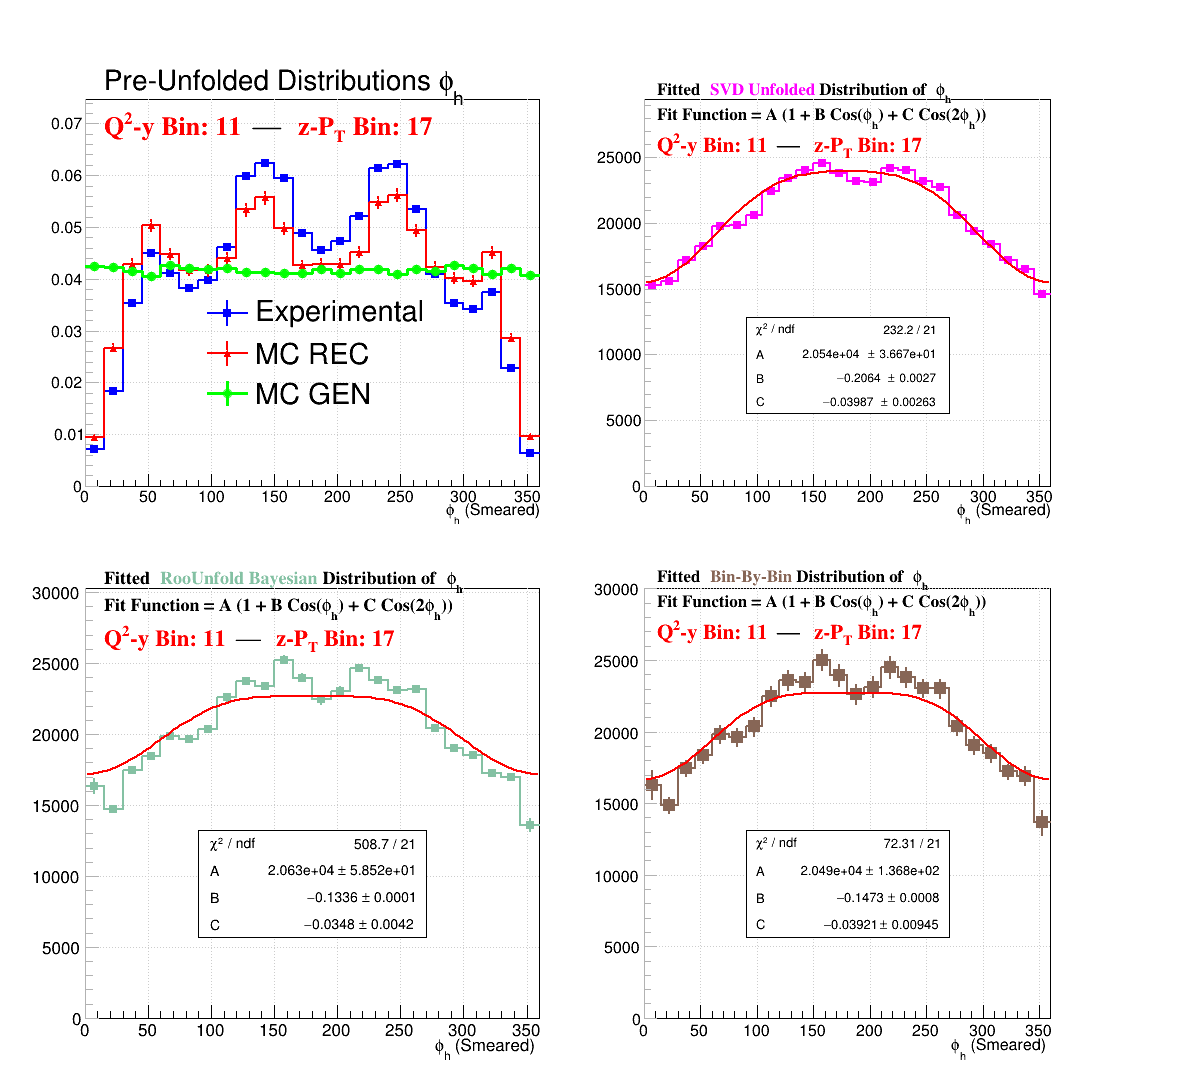 Pre-Unfolded Distributions ϕh
Q²-y Bin: 11 — z-PT Bin: 17
0.07
0.06
0.05
0.04
0.03
0.02
0.01
0
Experimental
MC REC
MC GEN
0 50 100 150 200 250 300 350
ϕh (Smeared)
Fitted SVD Unfolded Distribution of ϕh
Fit Function = A (1 + B Cos(ϕh) + C Cos(2ϕh))
Q²-y Bin: 11 — z-PT Bin: 17
25000
20000
15000
10000
5000
0
χ² / ndf 232.2 / 21
A 2.054e+04 ± 3.667e+01
B −0.2064 ± 0.0027
C −0.03987 ± 0.00263
0 50 100 150 200 250 300 350
ϕh (Smeared)
Fitted RooUnfold Bayesian Distribution of ϕh
Fit Function = A (1 + B Cos(ϕh) + C Cos(2ϕh))
Q²-y Bin: 11 — z-PT Bin: 17
30000
25000
20000
15000
10000
5000
0
χ² / ndf 508.7 / 21
A 2.063e+04 ± 5.852e+01
B −0.1336 ± 0.0001
C −0.0348 ± 0.0042
0 50 100 150 200 250 300 350
ϕh (Smeared)
Fitted Bin-By-Bin Distribution of ϕh
Fit Function = A (1 + B Cos(ϕh) + C Cos(2ϕh))
Q²-y Bin: 11 — z-PT Bin: 17
30000
25000
20000
15000
10000
5000
0
χ² / ndf 72.31 / 21
A 2.049e+04 ± 1.368e+02
B −0.1473 ± 0.0008
C −0.03921 ± 0.00945
0 50 100 150 200 250 300 350
ϕh (Smeared)